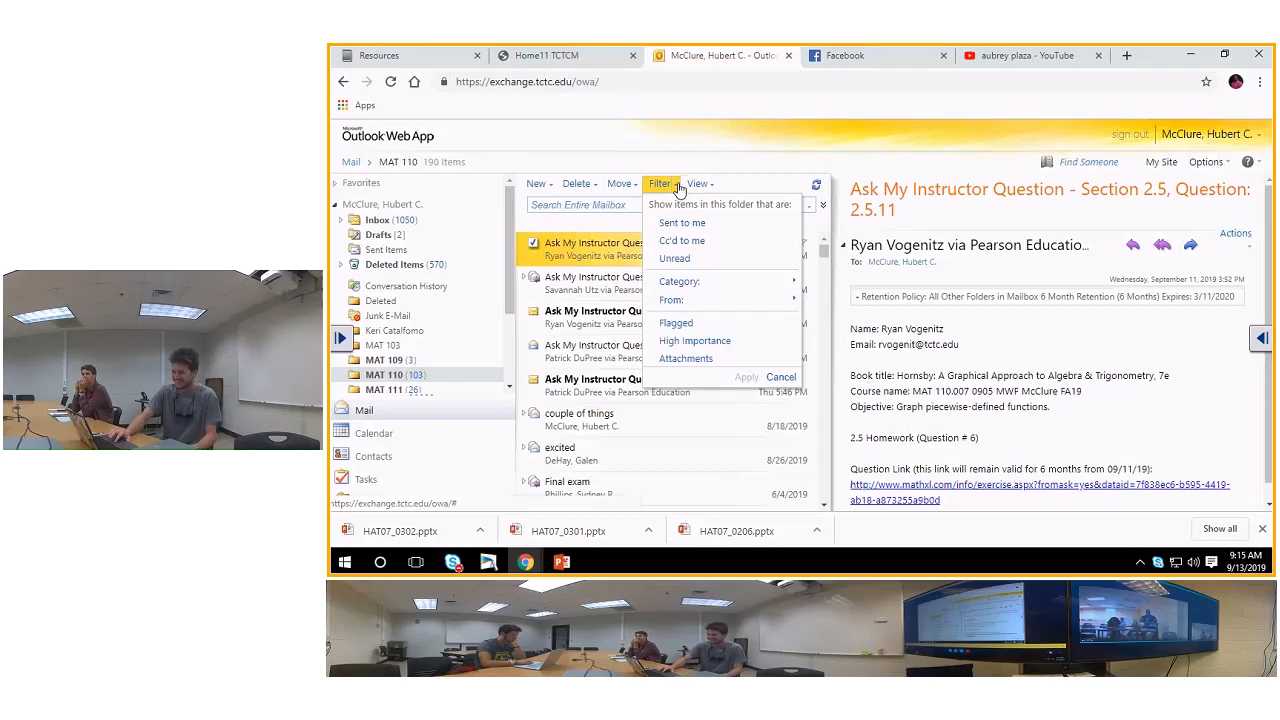 Resources
Home11 TCTCM
McClure, Hubert C. - Outlo
Facebook
aubrey plaza - YouTube
https://exchange.tctc.edu/owa/
Apps
Microsoft
Outlook Web App
sign out
McClure, Hubert C.
Mail > MAT 110 190 Items
Find Someone
My Site
Options
Favorites
McClure, Hubert C.
Inbox (1050)
Drafts [2]
Sent Items
Deleted Items (570)
Conversation History
Deleted
Junk E-Mail
Keri Catalfomo
MAT 103
MAT 109 (3)
MAT 110 (103)
MAT 111 (26)
Mail
Calendar
Contacts
Tasks
https://exchange.tctc.edu/owa/#
New
Delete
Move
Filter
View
Search Entire Mailbox
Show items in this folder that are:
Sent to me
Cc'd to me
Unread
Category:
From:
Flagged
High Importance
Attachments
Apply
Cancel
Ask My Instructor Ques
Ryan Vogenitz via Pearso
Ask My Instructor Ques
Savannah Utz via Pearso
Ask My Instructor Qu
Ryan Vogenitz via Pearso
Ask My Instructor Ques
Patrick DuPree via Pearso
Ask My Instructor Qu
Patrick DuPree via Pearson Education
Thu 5:46 PM
couple of things
McClure, Hubert C.
8/18/2019
excited
DeHay, Galen
8/26/2019
Final exam
Phillips, Sydney P
6/4/2019
Ask My Instructor Question - Section 2.5, Question:
2.5.11
Ryan Vogenitz via Pearson Educatio...
Actions
To: McClure, Hubert C.
Wednesday, September 11, 2019 3:52 PM
• Retention Policy: All Other Folders in Mailbox 6 Month Retention (6 Months) Expires: 3/11/2020
Name: Ryan Vogenitz
Email: rvogenit@tctc.edu
Book title: Hornsby: A Graphical Approach to Algebra & Trigonometry, 7e
Course name: MAT 110.007 0905 MWF McClure FA19
Objective: Graph piecewise-defined functions.
2.5 Homework (Question # 6)
Question Link (this link will remain valid for 6 months from 09/11/19):
http://www.mathxl.com/info/exercise.aspx?fromask=yes&dataid=7f838ec6-b595-4419-
ab18-a873255a9b0d
HAT07_0302.pptx
HAT07_0301.pptx
HAT07_0206.pptx
Show all
9:15 AM
9/13/2019